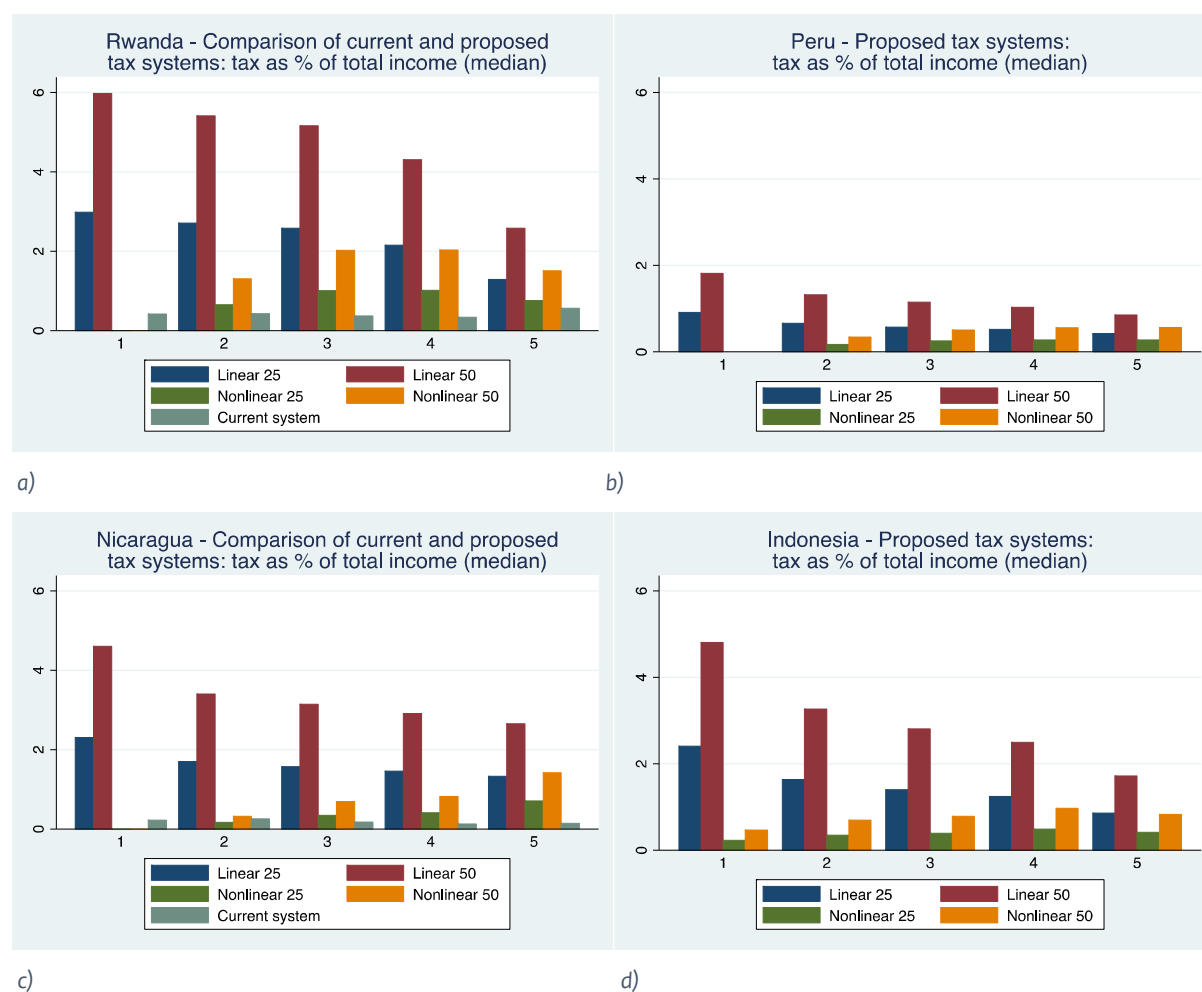 Rwanda - Comparison of current and proposed
tax systems: tax as % of total income (median)
6
4
2
0
1 2 3 4 5
Linear 25 Linear 50
Nonlinear 25 Nonlinear 50
Current system
a)
Peru - Proposed tax systems:
tax as % of total income (median)
6
4
2
0
1 2 3 4 5
Linear 25 Linear 50
Nonlinear 25 Nonlinear 50
b)
Nicaragua - Comparison of current and proposed
tax systems: tax as % of total income (median)
6
4
2
0
1 2 3 4 5
Linear 25 Linear 50
Nonlinear 25 Nonlinear 50
Current system
c)
Indonesia - Proposed tax systems:
tax as % of total income (median)
6
4
2
0
1 2 3 4 5
Linear 25 Linear 50
Nonlinear 25 Nonlinear 50
d)